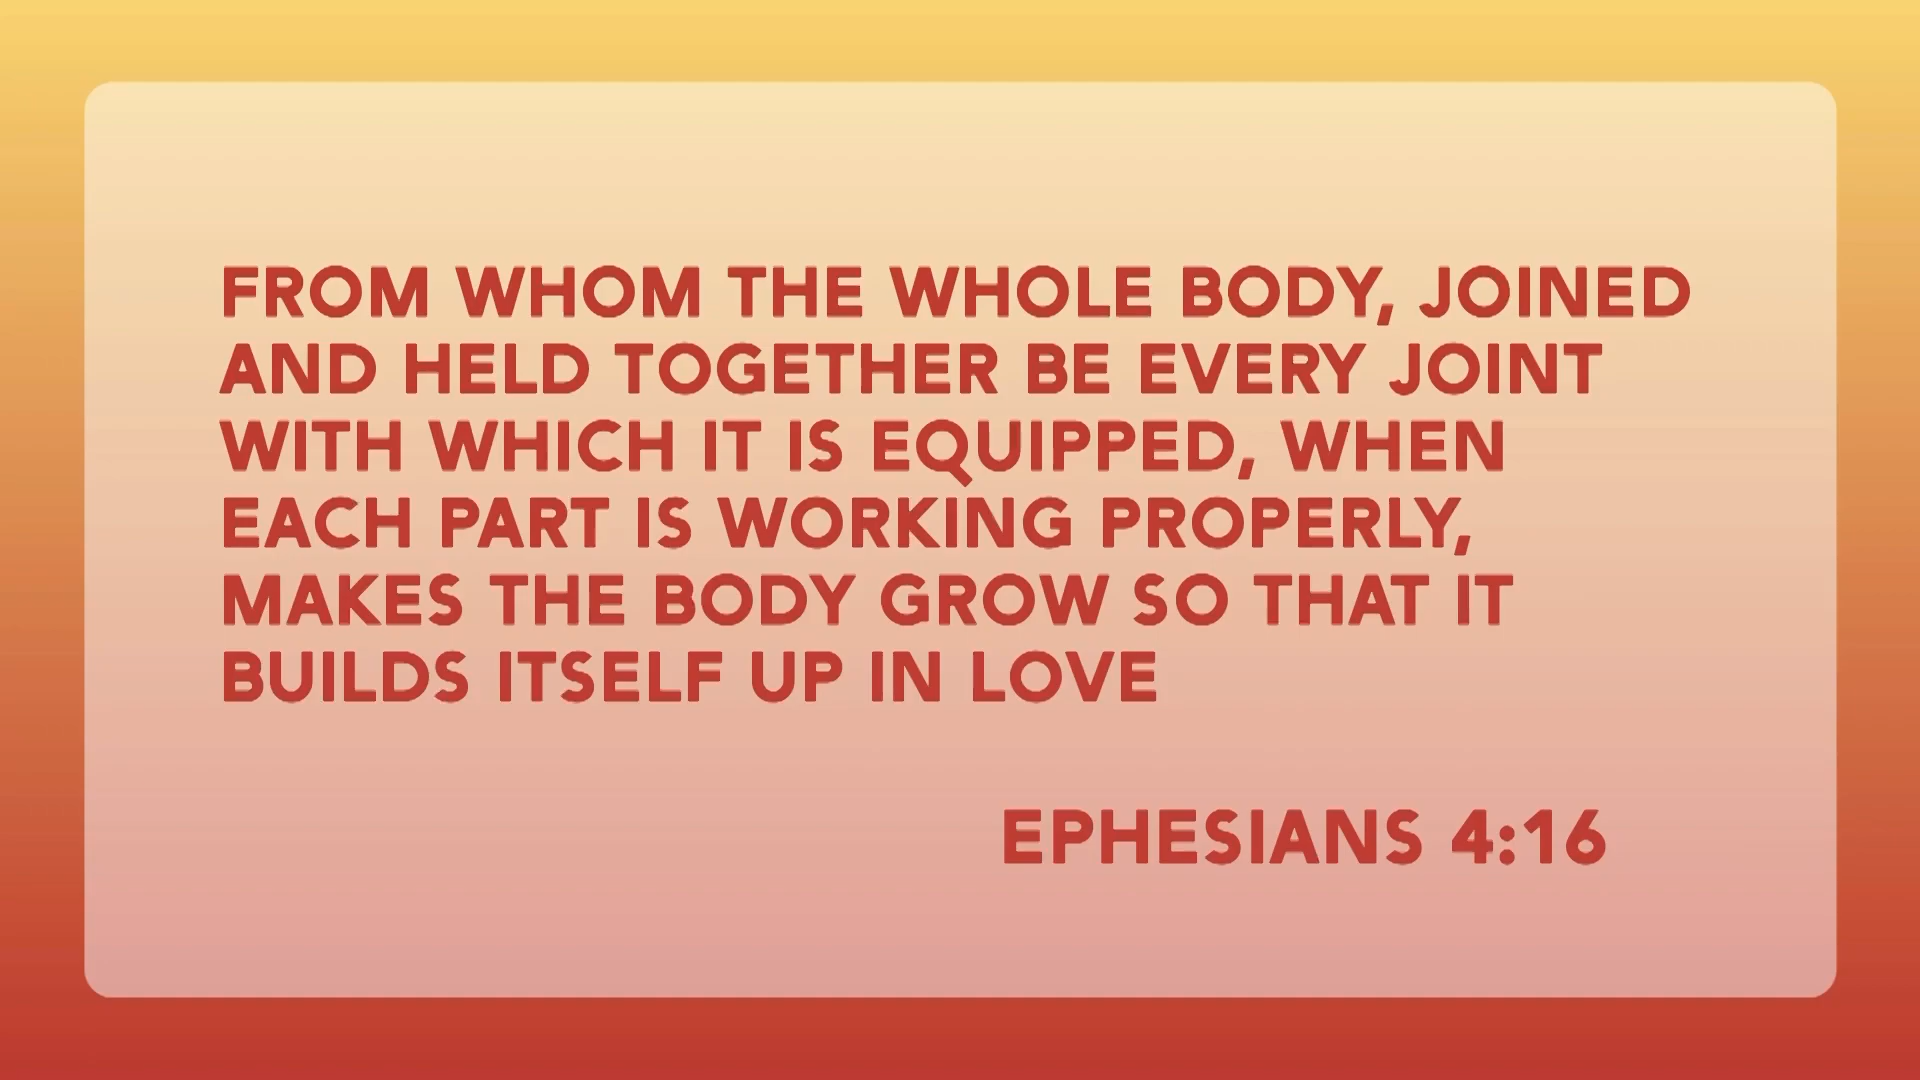 FROM WHOM THE WHOLE BODY, JOINED
AND HELD TOGETHER BE EVERY JOINT
WITH WHICH IT IS EQUIPPED, WHEN
EACH PART IS WORKING PROPERLY,
MAKES THE BODY GROW SO THAT IT
BUILDS ITSELF UP IN LOVE
EPHESIANS 4:16